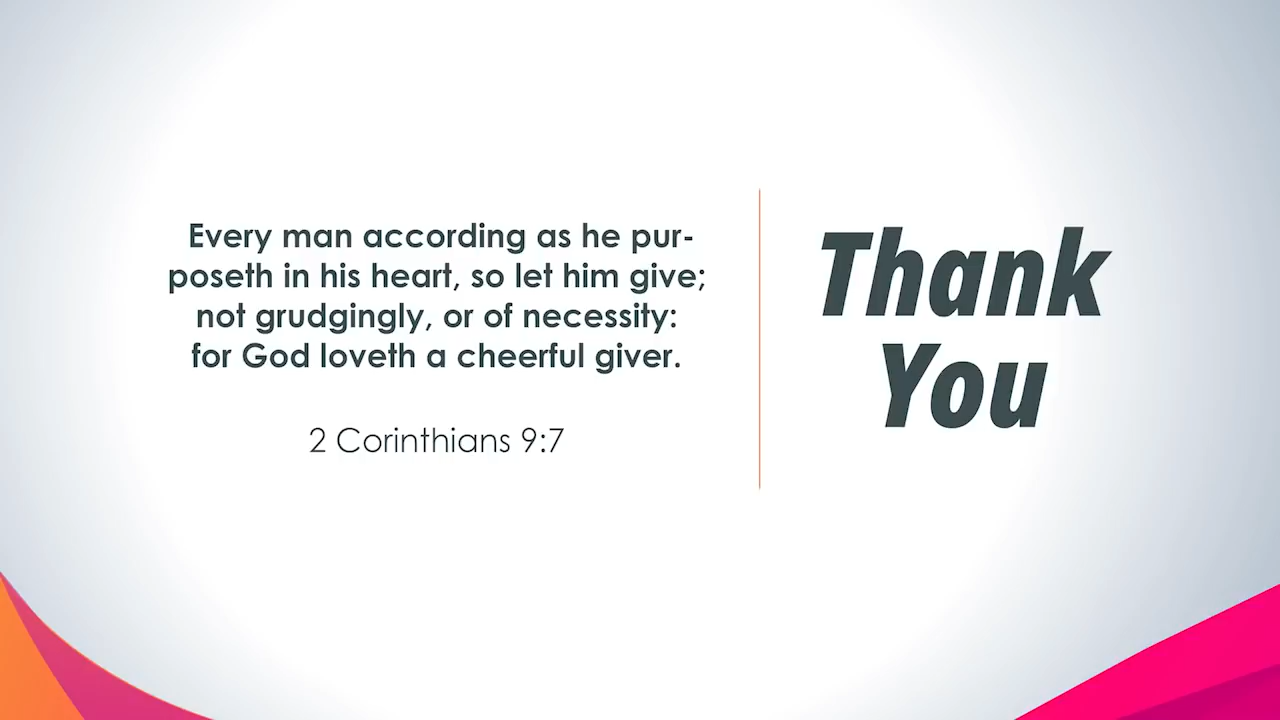 Every man according as he pur-
poseth in his heart, so let him give;
not grudgingly, or of necessity:
for God loveth a cheerful giver.
2 Corinthians 9:7
Thank
You